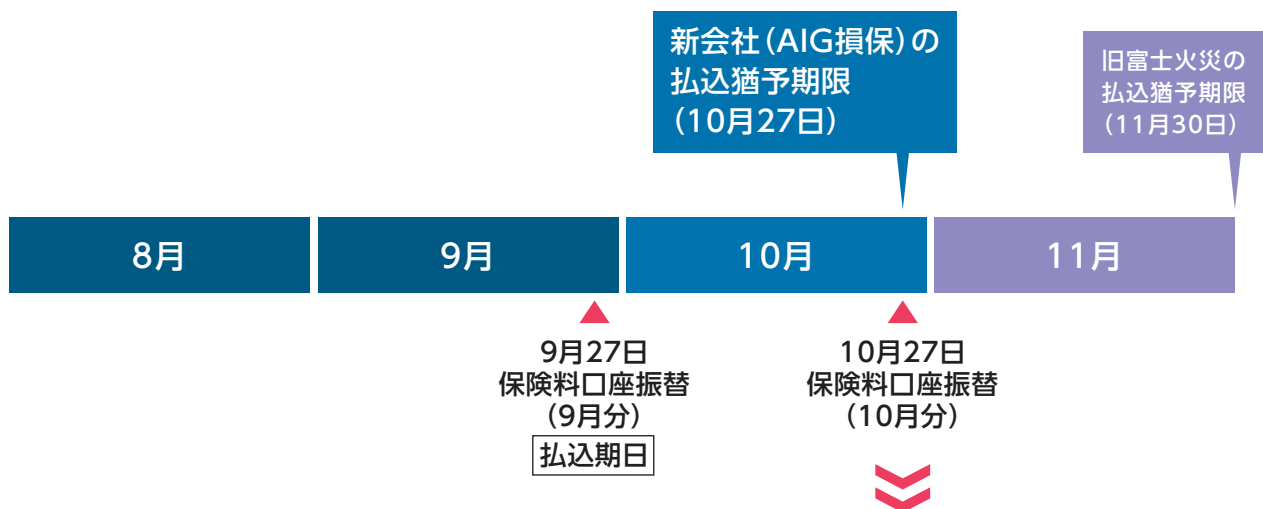 新会社（AIG損保）の
払込猶予期限
（10月27日）
旧富士火災の
払込猶予期限
（11月30日）
8月
9月
10月
11月
9月27日
保険料口座振替
（9月分）
払込期日
10月27日
保険料口座振替
（10月分）